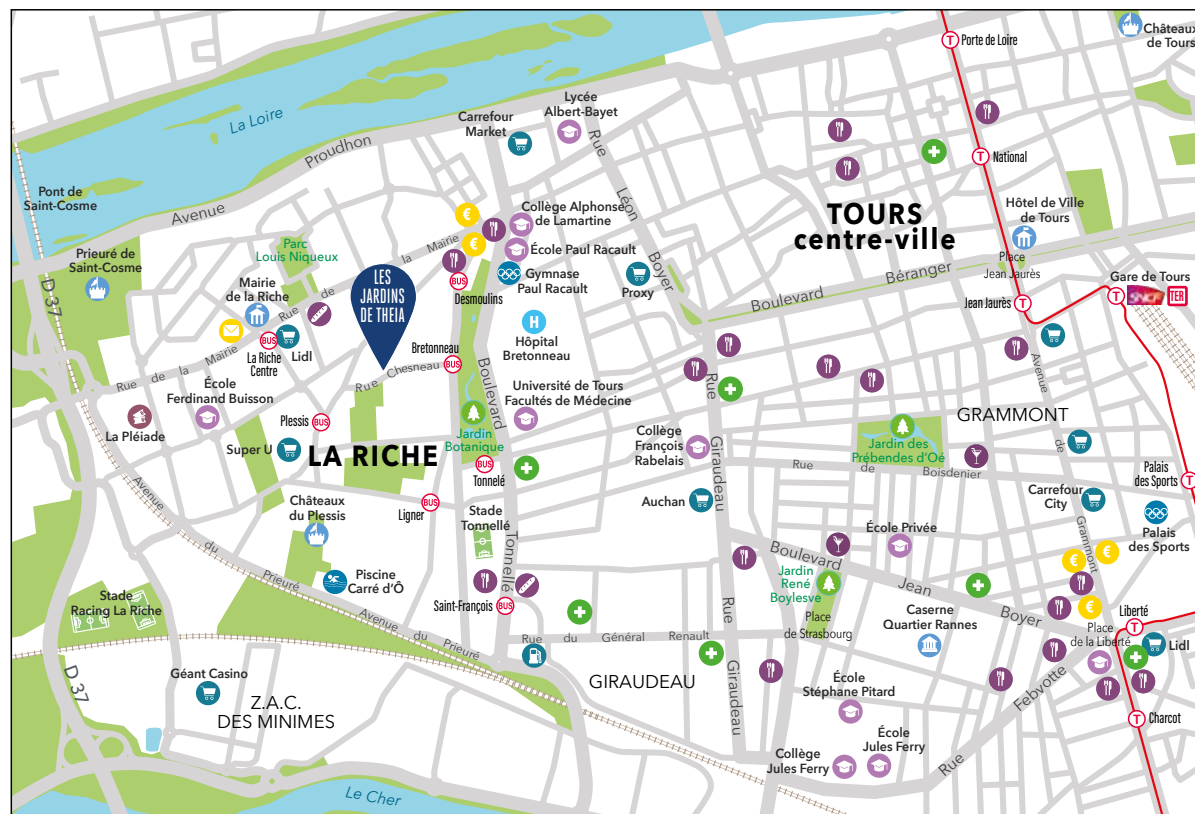 Châteaux
de Tours
Porte de Loire
La Loire
Lycée
Albert-Bayet
Carrefour
Market
Rue
Léon
Boyer
Proudhon
Avenue
National
Pont de
Saint-Cosme
TOURS
centre-ville
Hôtel de Ville
de Tours
Collège Alphonse
de Lamartine
École Paul Racault
Gymnase
Paul Racault
Proxy
Parc
Louis Niqueux
Prieuré de
Saint-Cosme
D 37
Mairie
de la Riche
Rue de la Mairie
LES
JARDINS
DE THEIA
BUS
Desmoulins
Place
Jean Jaurès
Boulevard Béranger
Jean Jaurès
Gare de Tours
SNCF
TER
T
H
Hôpital
Bretonneau
BUS
La Riche
Centre
Lidl
Bretonneau
BUS
Rue Chesneau
Rue de la Mairie
École
Ferdinand Buisson
La Pléiade
Plessis
BUS
Super U
LA RICHE
Boulevard
Tonnellé
Université de Tours
Facultés de Médecine
Jardin
Botanique
BUS
Tonnelé
Collège
François
Rabelais
Rue
Giraudeau
Auchan
Avenue
de
Grammont
GRAMMONT
Jardin des
Prébendes d'Oé
Rue de Boisdenier
Palais
des Sports
Carrefour
City
Palais
des Sports
Châteaux
du Plessis
Ligner
BUS
Stade
Tonnellé
École Privée
Boulevard Jean Boyer
Jardin
René
Boylesve
Place
de Strasbourg
Caserne
Quartier Rannes
Piscine
Carré d'Ô
Stade
Racing La Riche
Avenue du Prieuré
Avenue du Prieuré
Saint-François
BUS
Rue du Général Renault
Rue
Giraudeau
Liberté
Place
de la Liberté
Lidl
D 37
Géant Casino
Z.A.C.
DES MINIMES
GIRAUDEAU
École
Stéphane Pitard
École
Jules Ferry
Collège
Jules Ferry
Rue Febvotte
Charcot
Le Cher